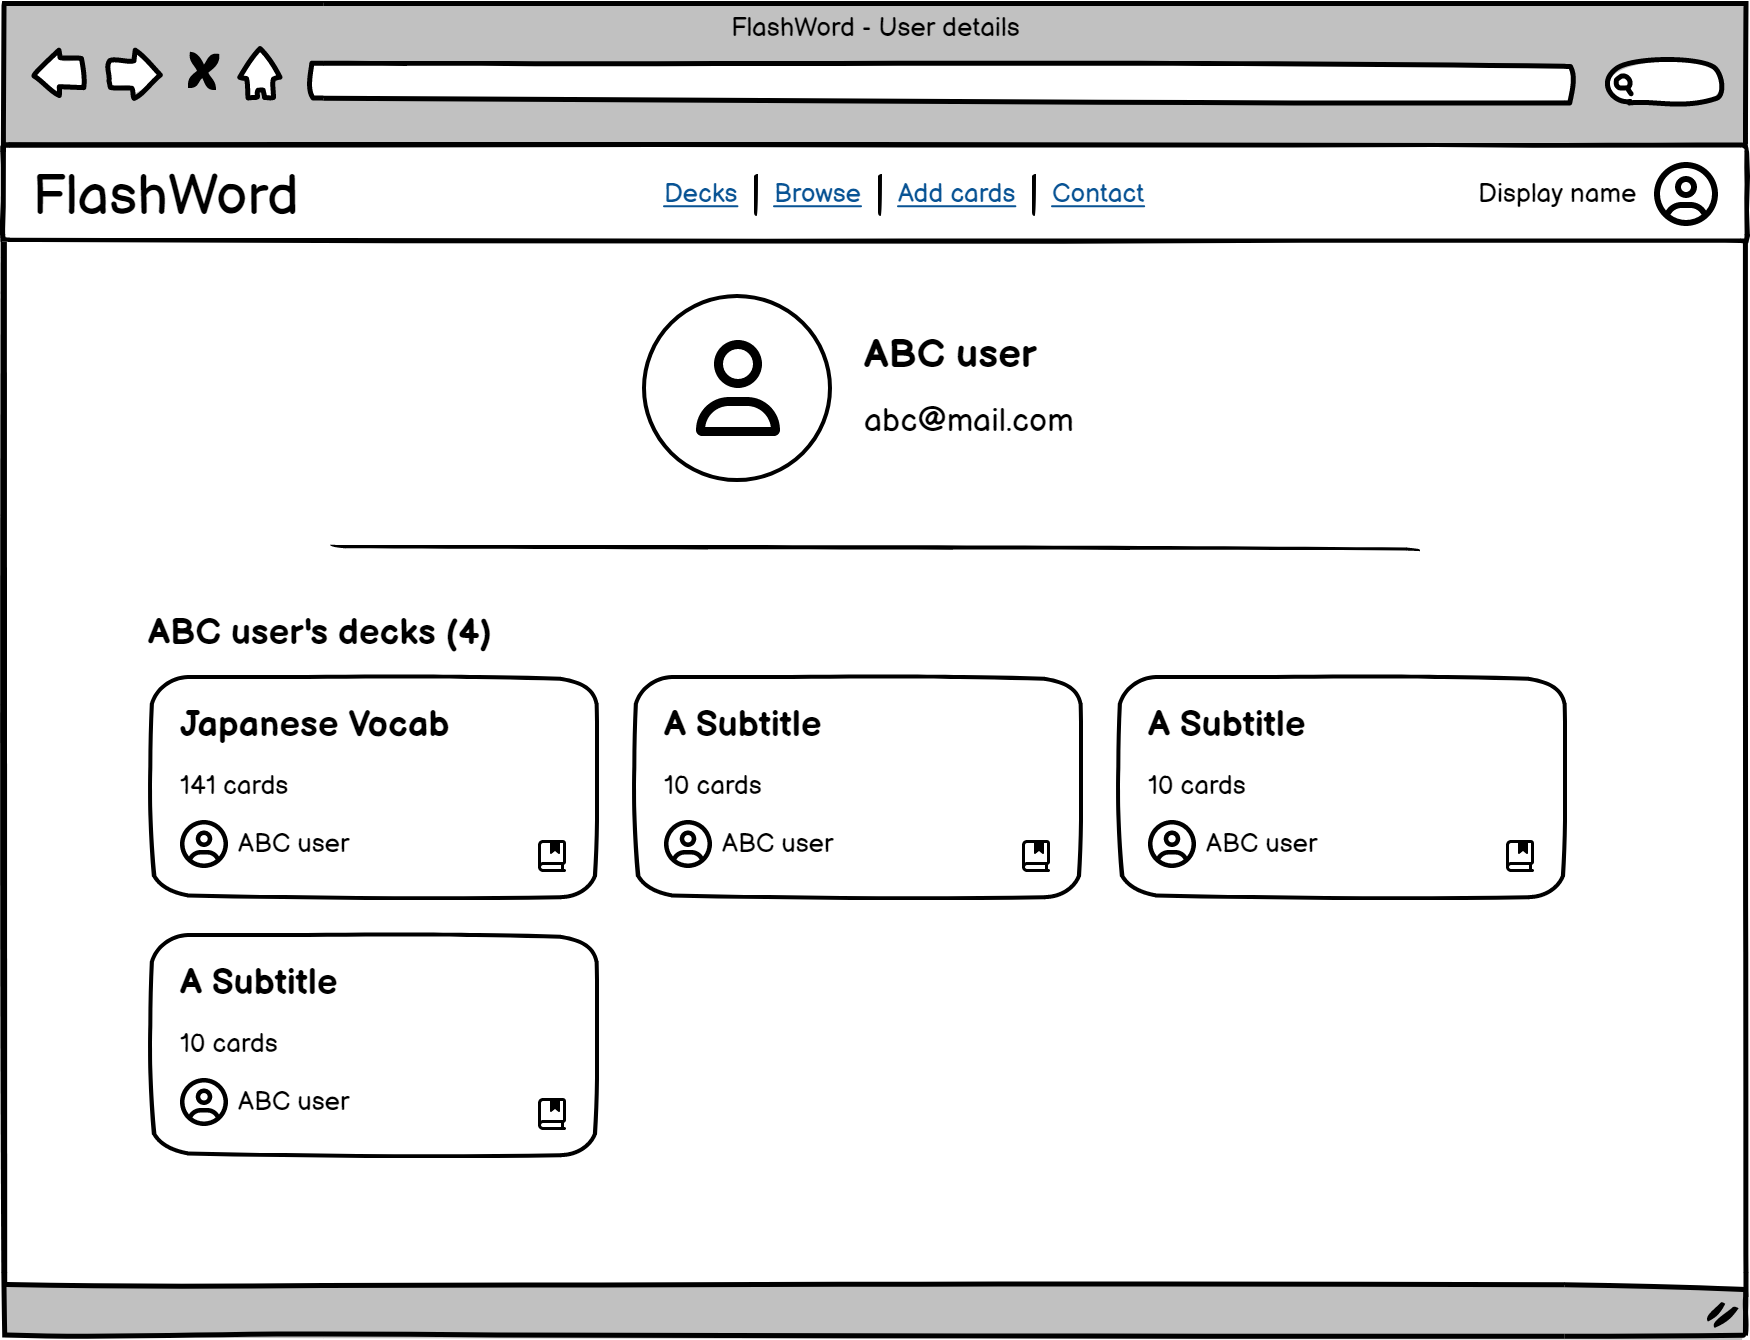 FlashWord - User details
FlashWord
Decks
Browse
Add cards
Contact
Display name
ABC user
abc@mail.com
ABC user's decks (4)
Japanese Vocab
141 cards
ABC user
A Subtitle
10 cards
ABC user
A Subtitle
10 cards
ABC user
A Subtitle
10 cards
ABC user